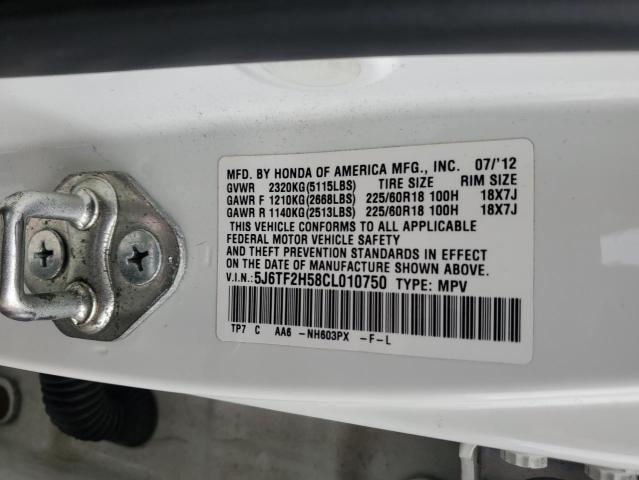 MFD. BY HONDA OF AMERICA MFG., INC. 07/'12
GVWR 2320KG(5115LBS) TIRE SIZE RIM SIZE
GAWR F 1210KG(2668LBS) 225/60R18 100H 18X7J
GAWR R 1140KG(2513LBS) 225/60R18 100H 18X7J
THIS VEHICLE CONFORMS TO ALL APPLICABLE
FEDERAL MOTOR VEHICLE SAFETY
AND THEFT PREVENTION STANDARDS IN EFFECT
ON THE DATE OF MANUFACTURE SHOWN ABOVE.
V.I.N.: 5J6TF2H58CL010750 TYPE: MPV
TP7 C AA6 -NH603PX -F-L